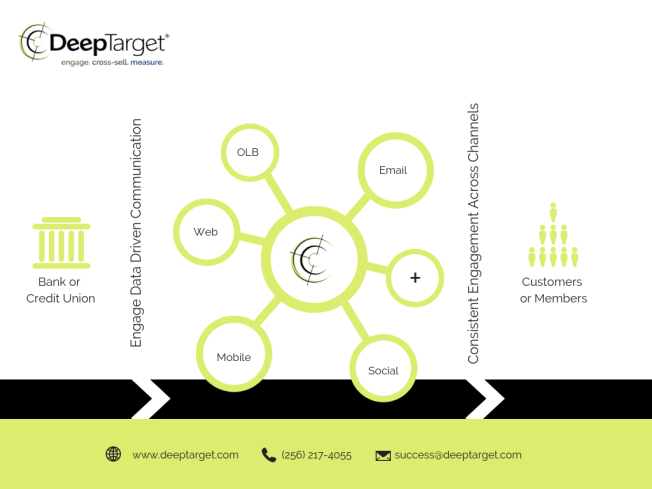 DeepTarget®
engage. cross-sell. measure.
Engage Data Driven Communication
Consistent Engagement Across Channels
OLB
Email
Web
+
Mobile
Social
Bank or
Credit Union
Customers
or Members
www.deeptarget.com
(256) 217-4055
success@deeptarget.com